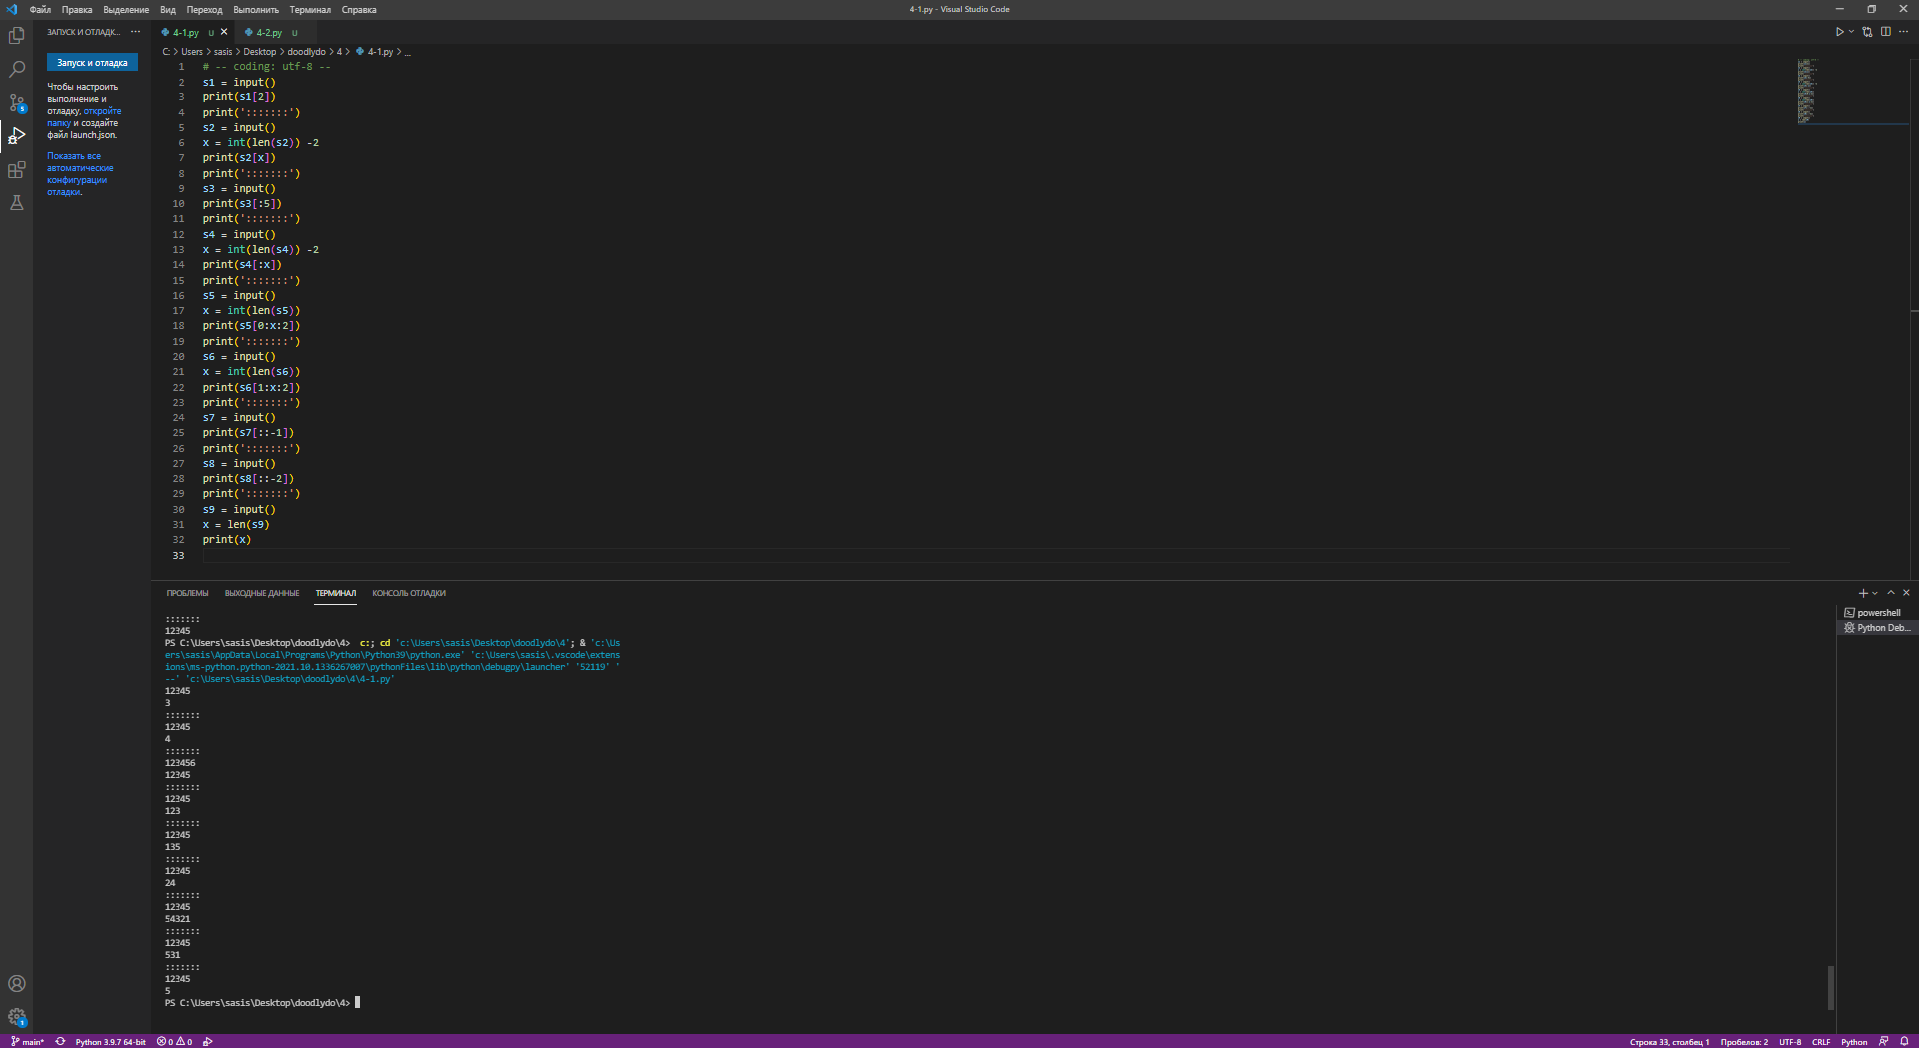 Файл Правка Выделение Вид Переход Выполнить Терминал Справка
4-1.py - Visual Studio Code
ЗАПУСК И ОТЛАДК... ···
4-1.py U
4-2.py U
Запуск и отладка
Чтобы настроить
выполнение и
отладку, откройте
папку и создайте
файл launch.json.
Показать все
автоматические
конфигурации
отладки.
C: > Users > sasis > Desktop > doodlydo > 4 > 4-1.py > ...
1 # -- coding: utf-8 --
2 s1 = input()
3 print(s1[2])
4 print(':::::::')
5 s2 = input()
6 x = int(len(s2)) -2
7 print(s2[x])
8 print(':::::::')
9 s3 = input()
10 print(s3[:5])
11 print(':::::::')
12 s4 = input()
13 x = int(len(s4)) -2
14 print(s4[:x])
15 print(':::::::')
16 s5 = input()
17 x = int(len(s5))
18 print(s5[0:x:2])
19 print(':::::::')
20 s6 = input()
21 x = int(len(s6))
22 print(s6[1:x:2])
23 print(':::::::')
24 s7 = input()
25 print(s7[::-1])
26 print(':::::::')
27 s8 = input()
28 print(s8[::-2])
29 print(':::::::')
30 s9 = input()
31 x = len(s9)
32 print(x)
33
ПРОБЛЕМЫ ВЫХОДНЫЕ ДАННЫЕ ТЕРМИНАЛ КОНСОЛЬ ОТЛАДКИ
powershell
Python Deb...
:::::::
12345
PS C:\Users\sasis\Desktop\doodlydo\4> c:; cd 'c:\Users\sasis\Desktop\doodlydo\4'; & 'c:\Us
ers\sasis\AppData\Local\Programs\Python\Python39\python.exe' 'c:\Users\sasis\.vscode\extens
ions\ms-python.python-2021.10.1336267007\pythonFiles\lib\python\debugpy\launcher' '52119' '
--' 'c:\Users\sasis\Desktop\doodlydo\4\4-1.py'
12345
3
:::::::
12345
4
:::::::
123456
12345
:::::::
12345
123
:::::::
12345
135
:::::::
12345
24
:::::::
12345
54321
:::::::
12345
531
:::::::
12345
5
PS C:\Users\sasis\Desktop\doodlydo\4>
main* Python 3.9.7 64-bit 0 0
Строка 33, столбец 1 Пробелов: 2 UTF-8 CRLF Python